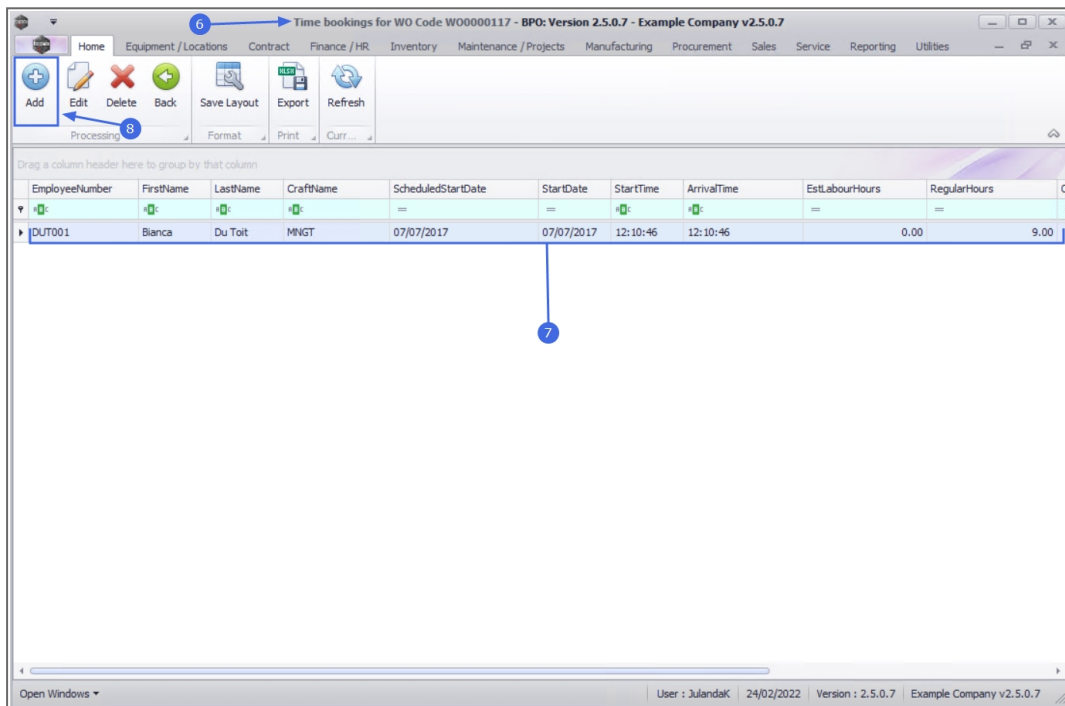 6
Time bookings for WO Code WO0000117 - BPO: Version 2.5.0.7 - Example Company v2.5.0.7
Home Equipment / Locations Contract Finance / HR Inventory Maintenance / Projects Manufacturing Procurement Sales Service Reporting Utilities
XLSX
Add Edit Delete Back Save Layout Export Refresh
8
Processing Format Print Curr...
Drag a column header here to group by that column
EmployeeNumber FirstName LastName CraftName ScheduledStartDate StartDate StartTime ArrivalTime EstLabourHours RegularHours
= = = =
DUT001 Bianca Du Toit MNGT 07/07/2017 07/07/2017 12:10:46 12:10:46 0.00 9.00
7
Open Windows User : JulandaK 24/02/2022 Version : 2.5.0.7 Example Company v2.5.0.7